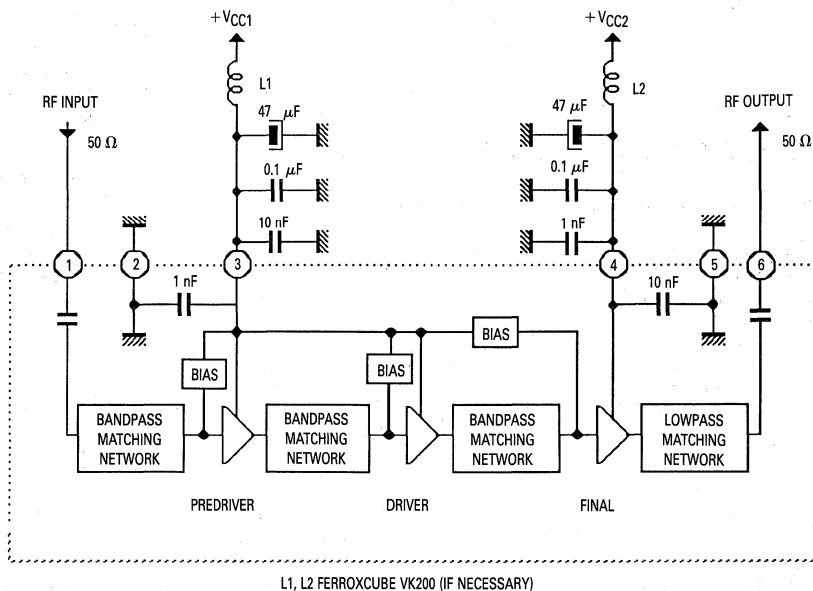 + VCC1
+ VCC2
L1
L2
RF INPUT
47 μF
47 μF
RF OUTPUT
50 Ω
50 Ω
0.1 μF
0.1 μF
10 nF
1 nF
1
2
3
4
5
6
1 nF
10 nF
BIAS
BIAS
BIAS
BANDPASS
MATCHING
NETWORK
BANDPASS
MATCHING
NETWORK
BANDPASS
MATCHING
NETWORK
LOWPASS
MATCHING
NETWORK
PREDRIVER
DRIVER
FINAL
L1, L2 FERROXCUBE VK200 (IF NECESSARY)